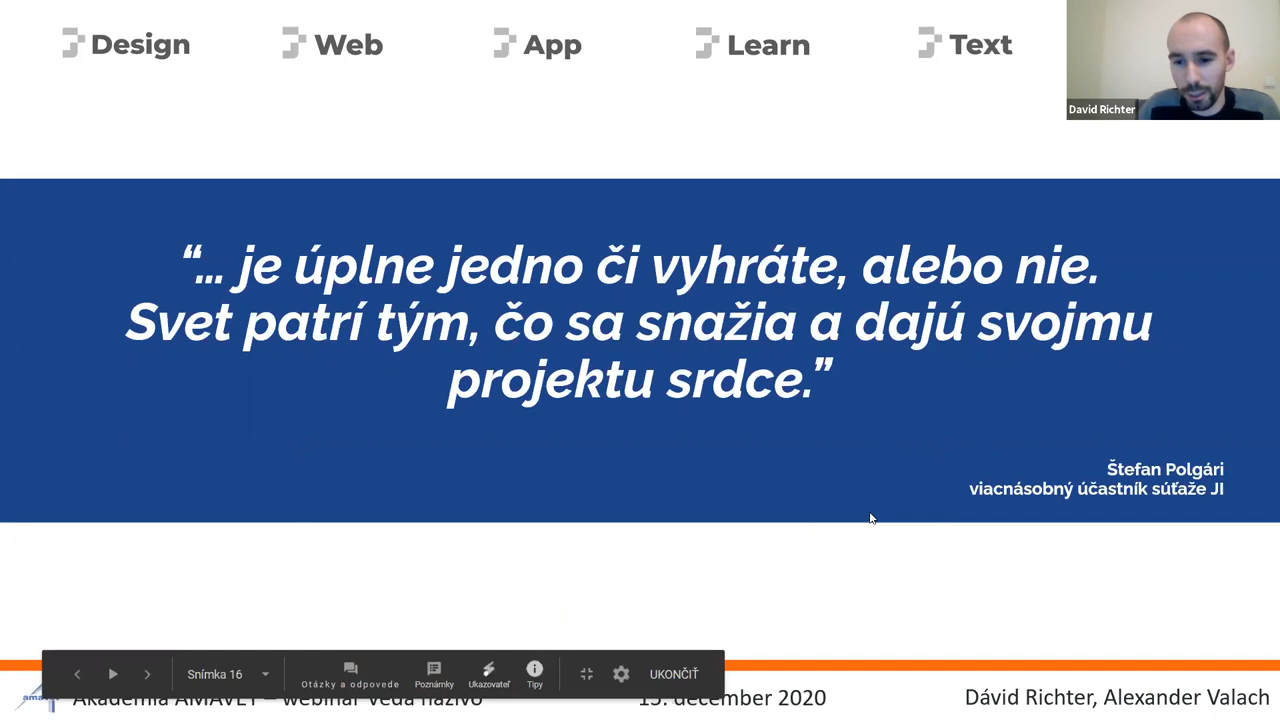 Design
Web
App
Learn
Text
David Richter
“... je úplne jedno či vyhráte, alebo nie.
Svet patrí tým, čo sa snažia a dajú svojmu
projektu srdce.”
Štefan Polgári
viacnásobný účastník súťaže JI
Snímka 16
Otázky a odpovede
Poznámky
Ukazovateľ
Tipy
UKONČIŤ
Akadémia AMAVET – webinár Veda naživo
15. december 2020
Dávid Richter, Alexander Valach